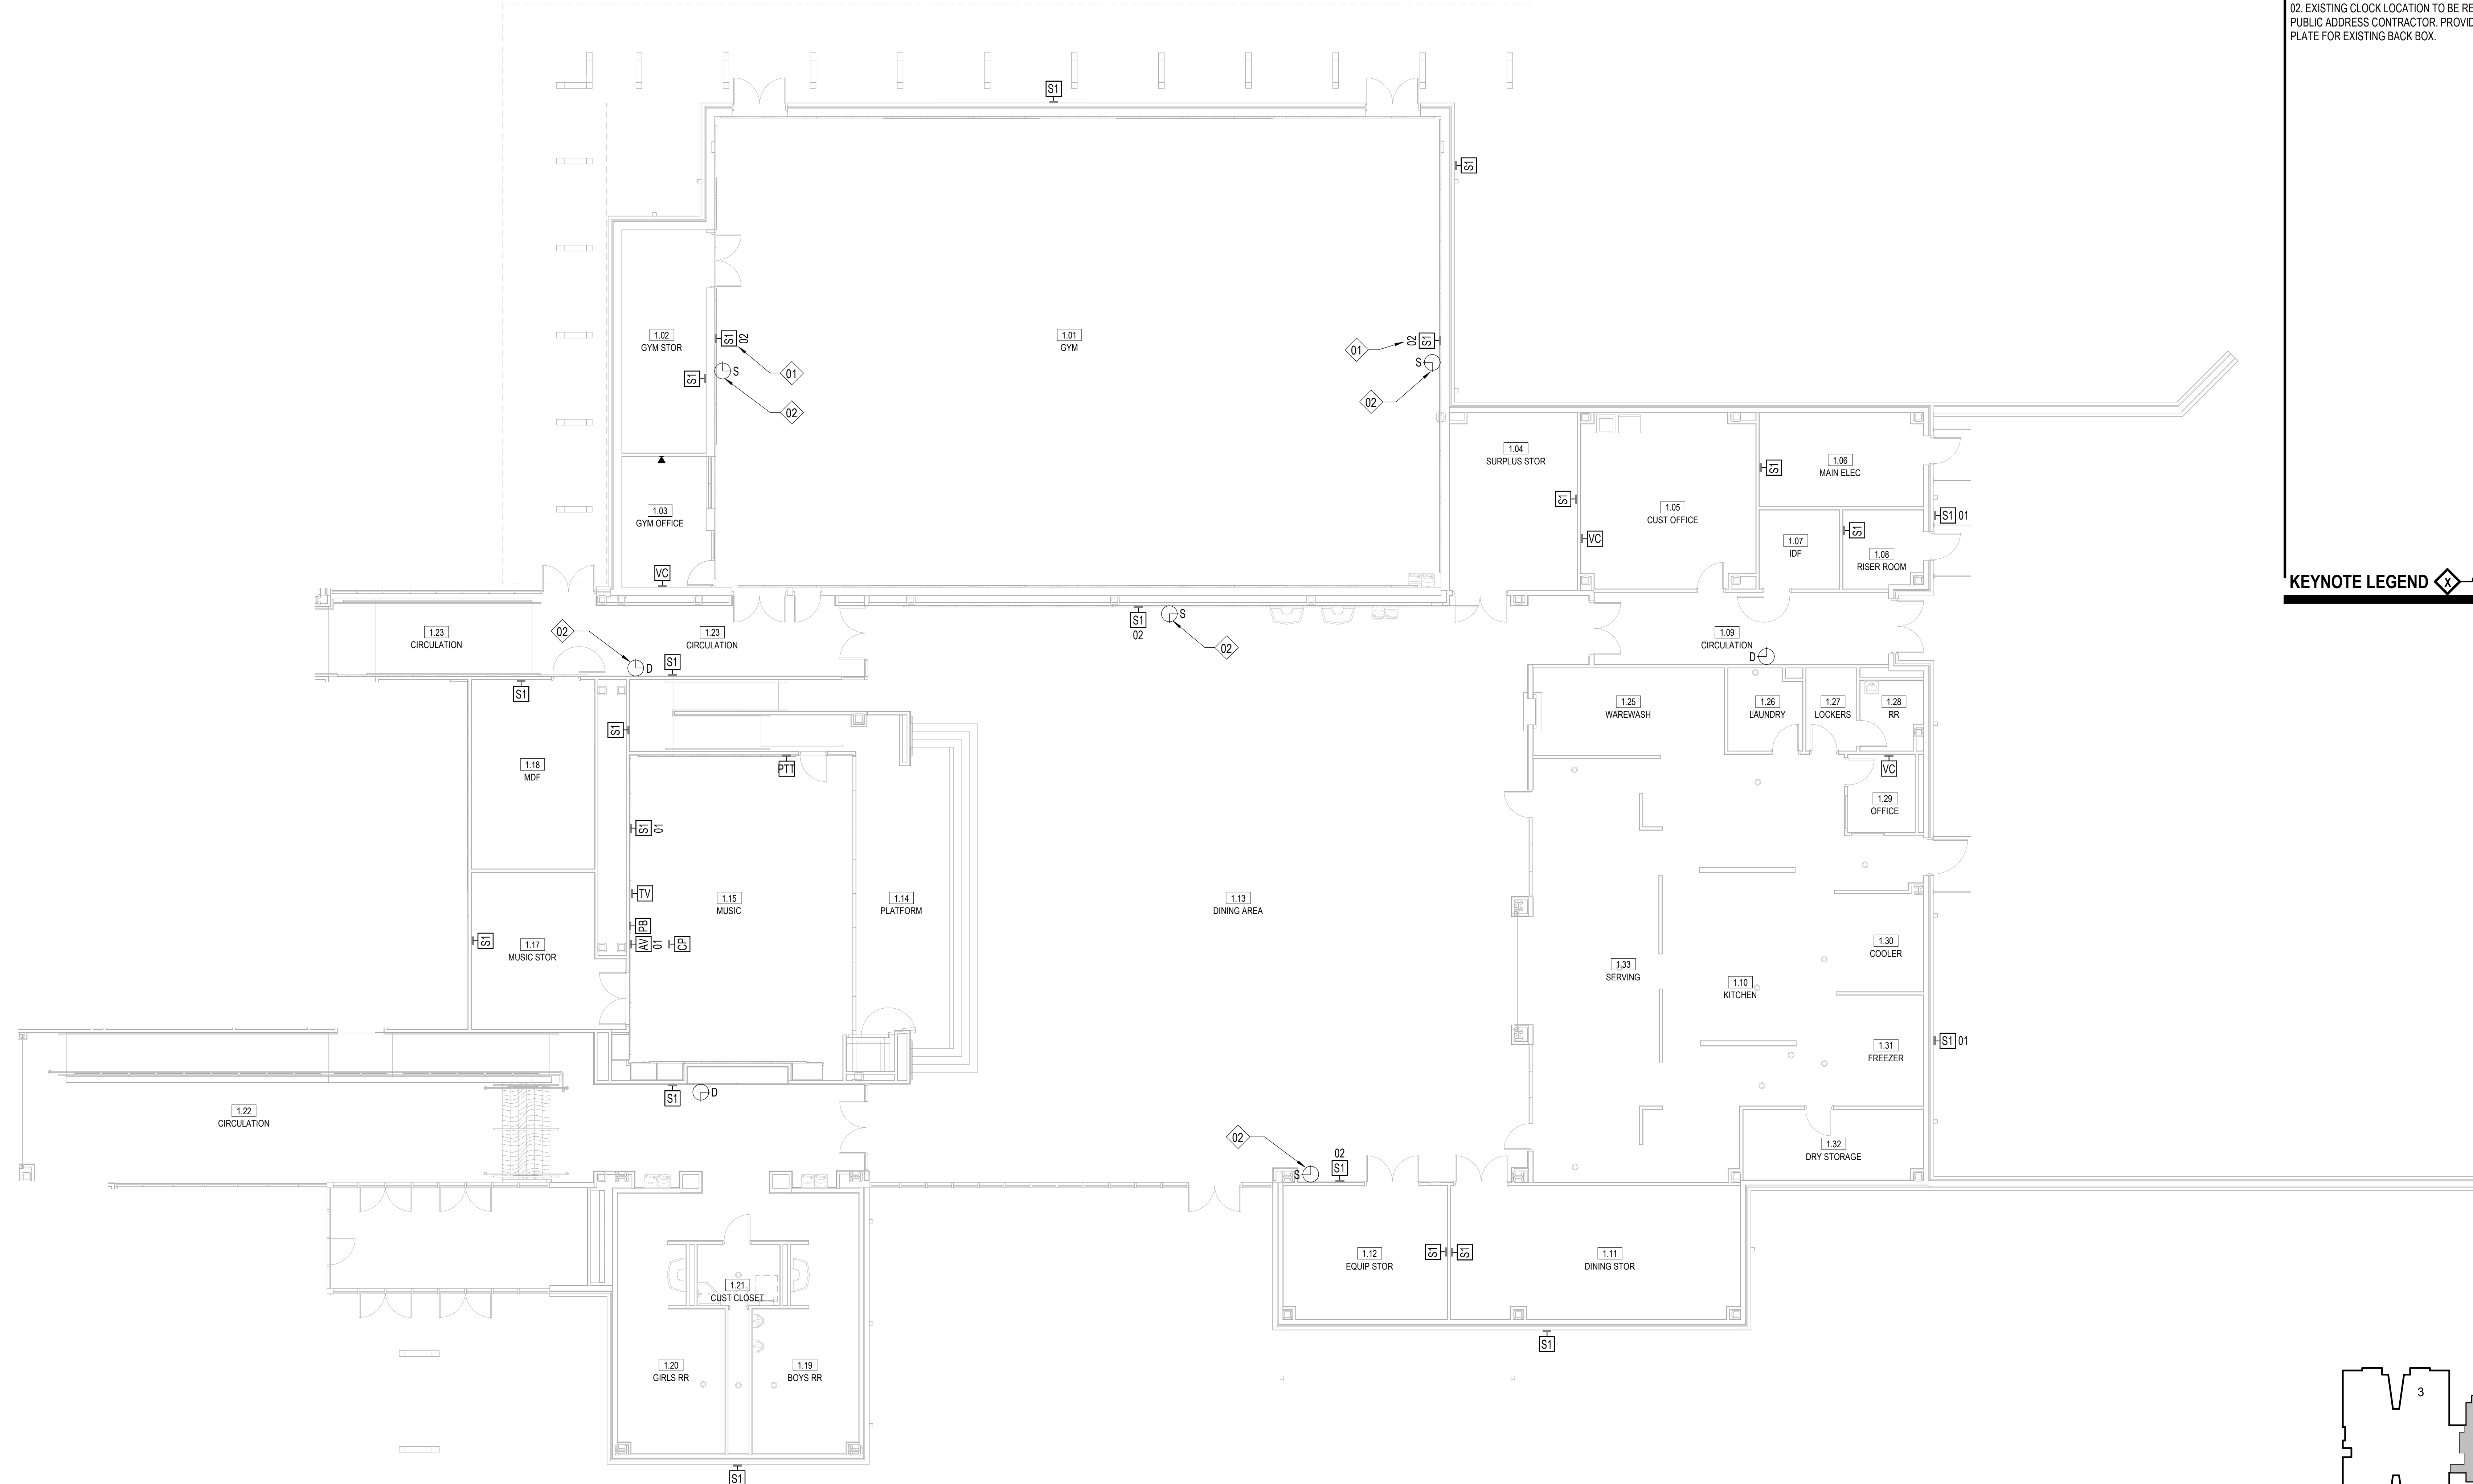 02. EXISTING CLOCK LOCATION TO BE RE
PUBLIC ADDRESS CONTRACTOR. PROVID
PLATE FOR EXISTING BACK BOX.
KEYNOTE LEGEND X
S1
S1
1.02
GYM STOR
S1 02
01
S
02
S1
1.01
GYM
01
02 S1
S
02
1.03
GYM OFFICE
VC
1.04
SURPLUS STOR
S1
1.05
CUST OFFICE
VC
1.06
MAIN ELEC
S1
1.07
IDF
1.08
RISER ROOM
S1
S1 01
1.23
CIRCULATION
02
D
1.23
CIRCULATION
S1
S1
02
S
02
1.09
CIRCULATION
D
S1
S1
1.18
MDF
PTT
S1 01
TV
PB
AV 01
CP
1.15
MUSIC
1.14
PLATFORM
1.13
DINING AREA
1.25
WAREWASH
1.26
LAUNDRY
1.27
LOCKERS
1.28
RR
VC
1.29
OFFICE
S1
1.17
MUSIC STOR
1.33
SERVING
1.10
KITCHEN
1.30
COOLER
1.31
FREEZER
S1 01
1.22
CIRCULATION
S1
D
02
S
02
S1
1.32
DRY STORAGE
1.12
EQUIP STOR
S1
S1
1.11
DINING STOR
S1
1.21
CUST CLOSET
1.20
GIRLS RR
1.19
BOYS RR
S1
3